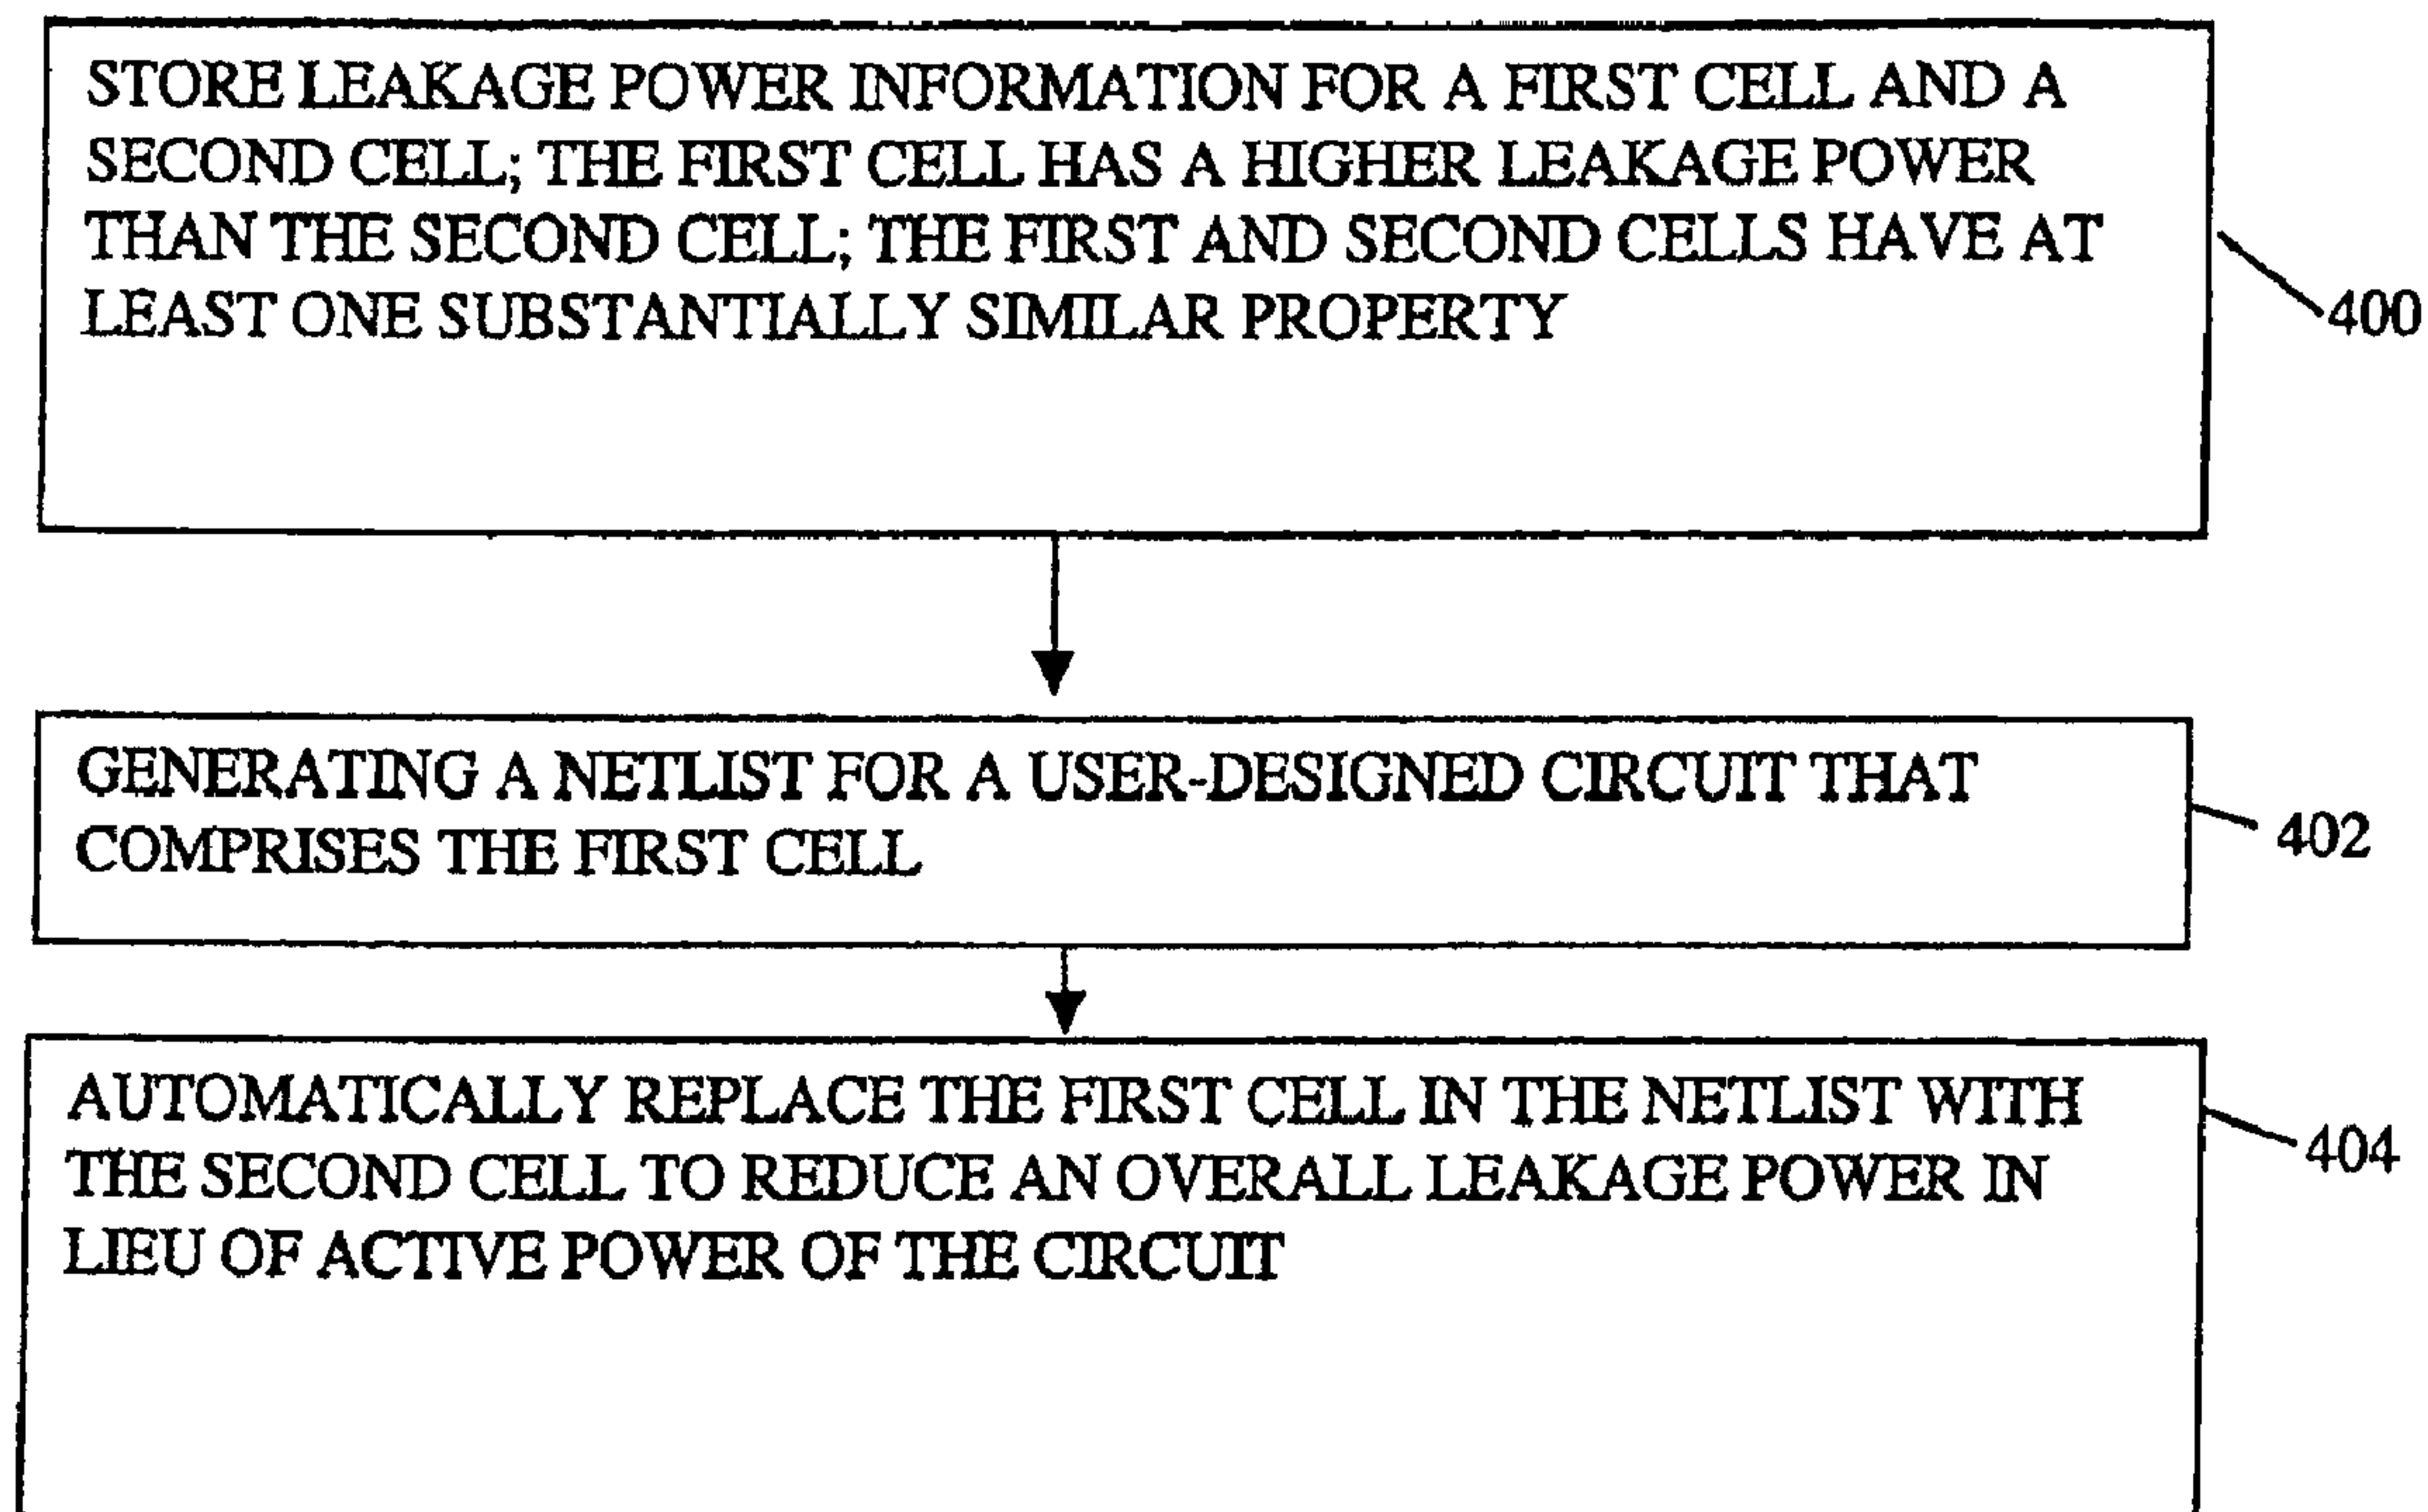 STORE LEAKAGE POWER INFORMATION FOR A FIRST CELL AND A
SECOND CELL; THE FIRST CELL HAS A HIGHER LEAKAGE POWER
THAN THE SECOND CELL; THE FIRST AND SECOND CELLS HAVE AT
LEAST ONE SUBSTANTIALLY SIMILAR PROPERTY
400
GENERATING A NETLIST FOR A USER-DESIGNED CIRCUIT THAT
COMPRISES THE FIRST CELL
402
AUTOMATICALLY REPLACE THE FIRST CELL IN THE NETLIST WITH
THE SECOND CELL TO REDUCE AN OVERALL LEAKAGE POWER IN
LIEU OF ACTIVE POWER OF THE CIRCUIT
404